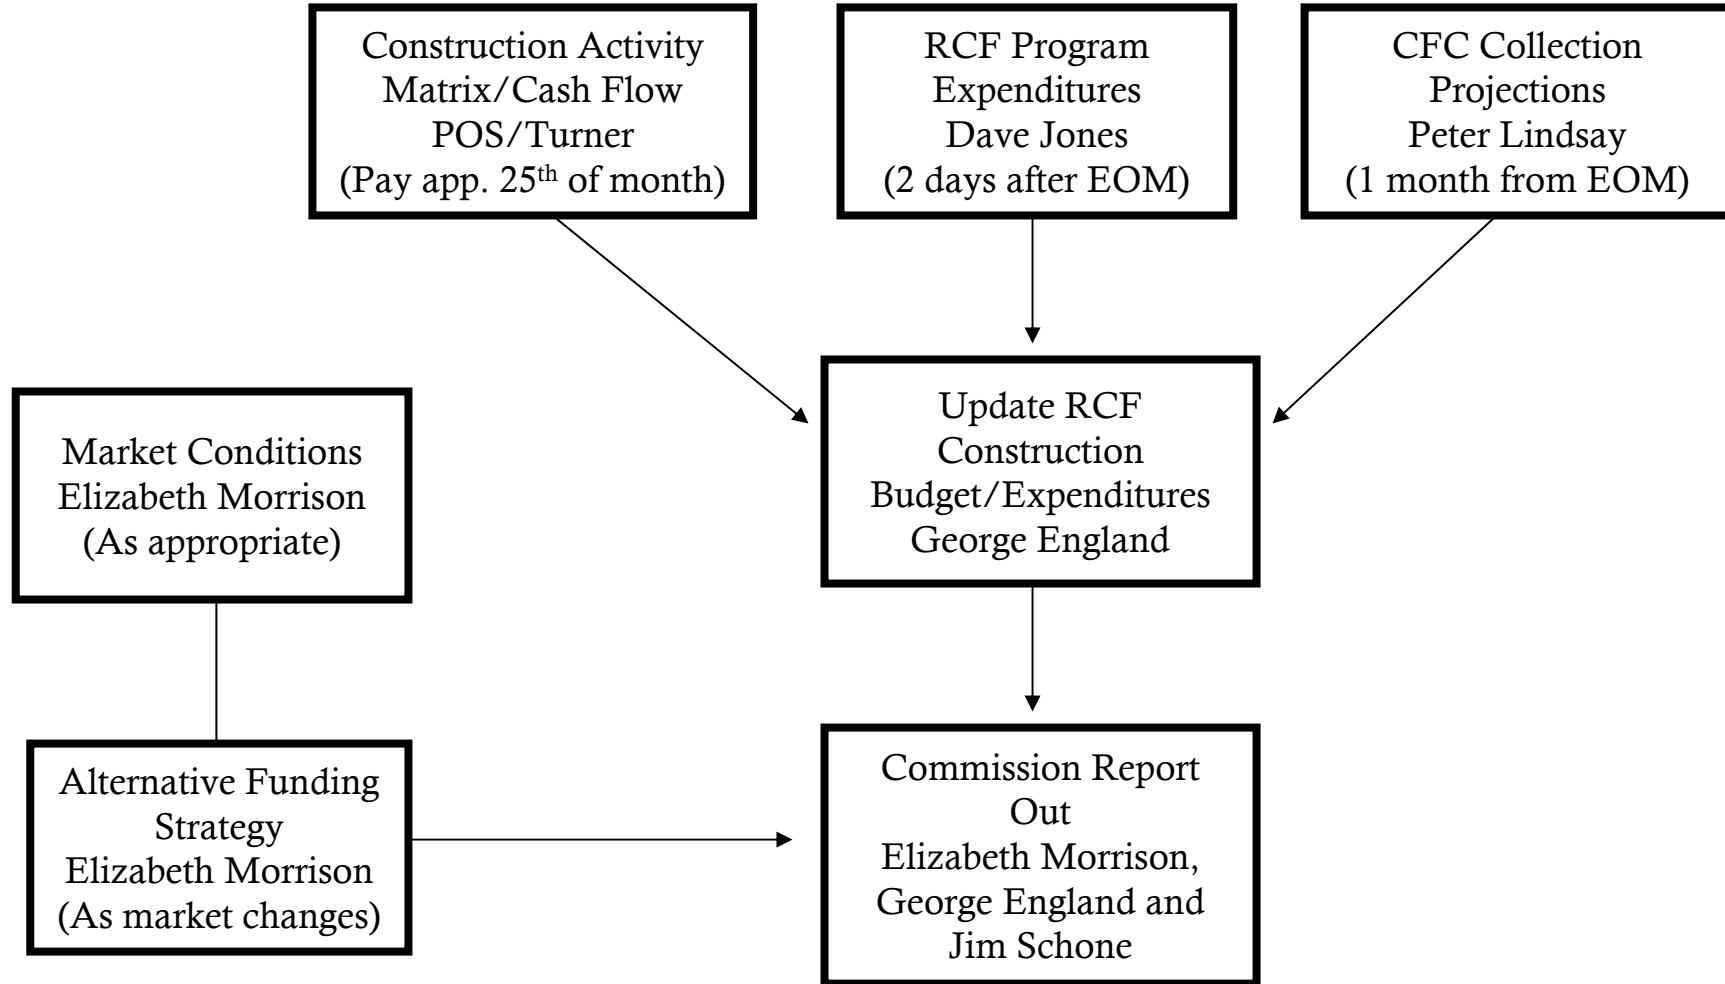 Construction Activity
Matrix/Cash Flow
POS/Turner
(Pay app. 25th of month)
RCF Program
Expenditures
Dave Jones
(2 days after EOM)
CFC Collection
Projections
Peter Lindsay
(1 month from EOM)
Market Conditions
Elizabeth Morrison
(As appropriate)
Update RCF
Construction
Budget/Expenditures
George England
Alternative Funding
Strategy
Elizabeth Morrison
(As market changes)
Commission Report
Out
Elizabeth Morrison,
George England and
Jim Schone